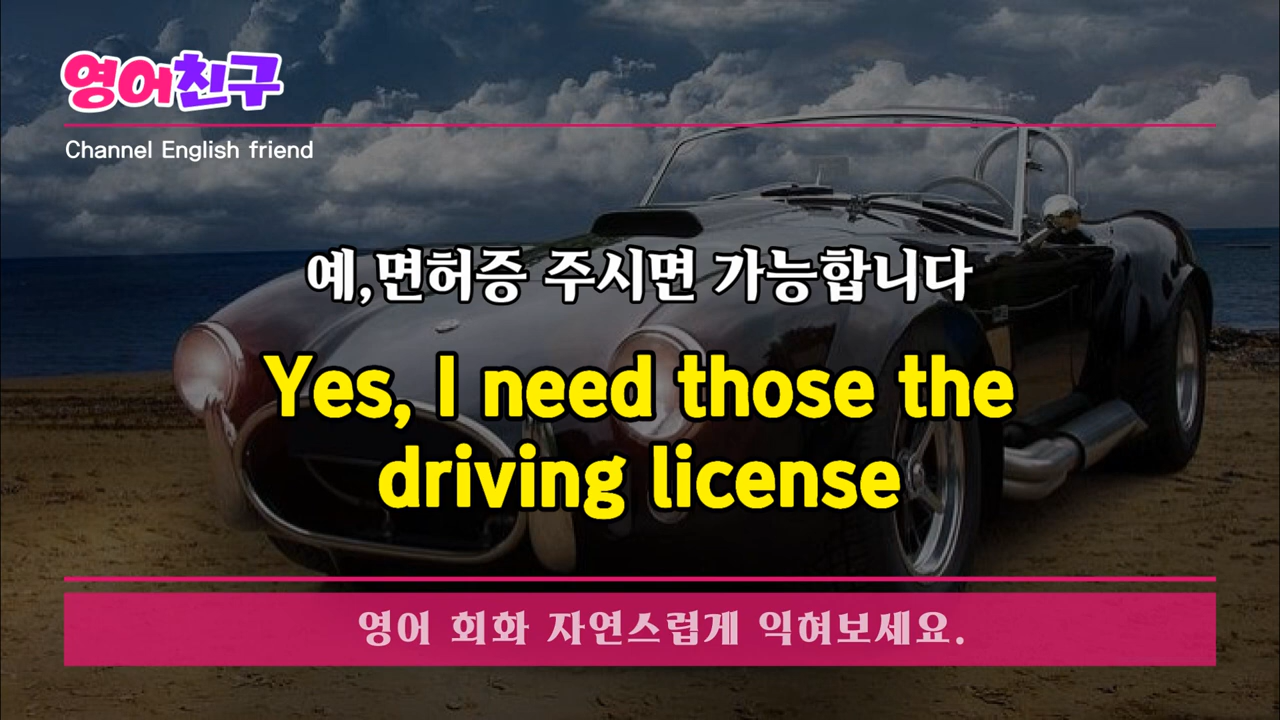 영어친구
Channel English friend
예,면허증 주시면 가능합니다
Yes, I need those the
driving license
영어 회화 자연스럽게 익혀보세요.